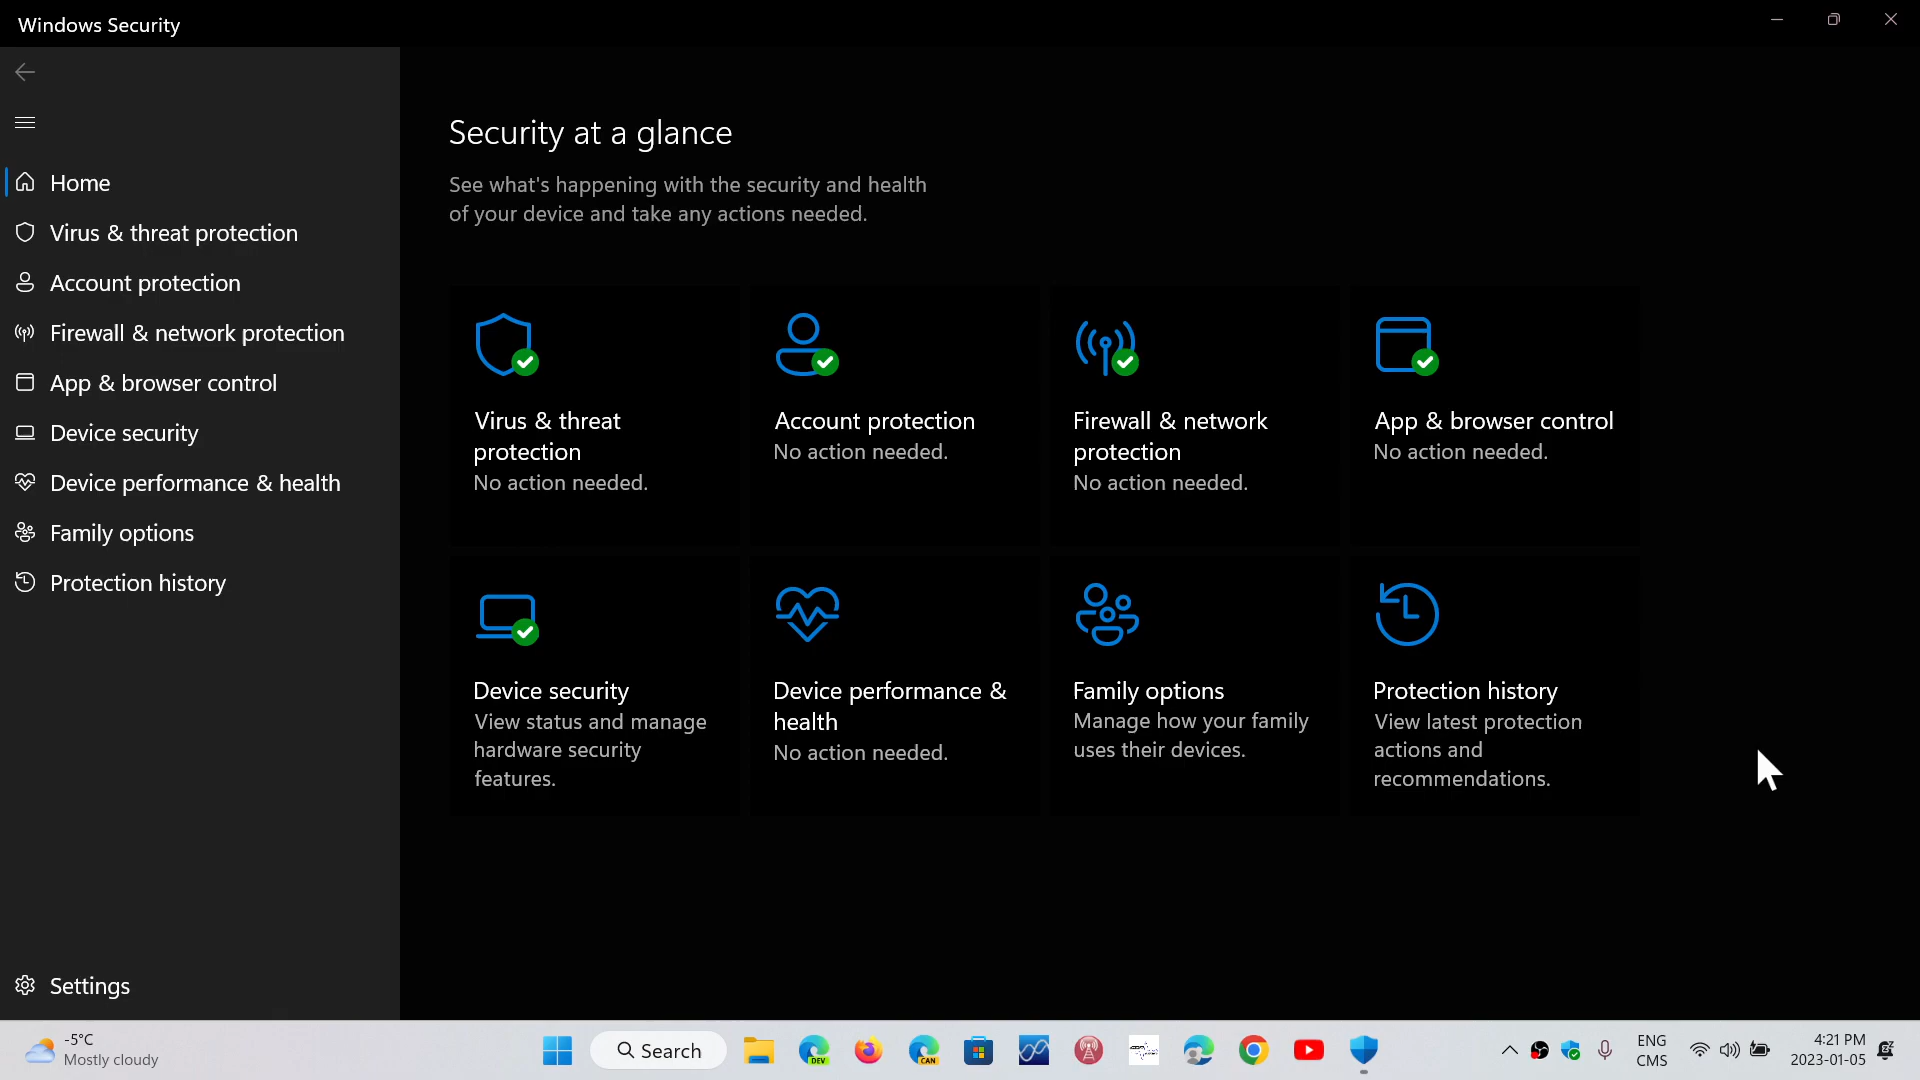 Windows Security
Home
Virus & threat protection
Account protection
Firewall & network protection
App & browser control
Device security
Device performance & health
Family options
Protection history
Settings
Security at a glance
See what's happening with the security and health
of your device and take any actions needed.
Virus & threat
protection
No action needed.
Account protection
No action needed.
Firewall & network
protection
No action needed.
App & browser control
No action needed.
Device security
View status and manage
hardware security
features.
Device performance &
health
No action needed.
Family options
Manage how your family
uses their devices.
Protection history
View latest protection
actions and
recommendations.
-5°C
Mostly cloudy
Search
DEV
CAN
ENG
CMS
4:21 PM
2023-01-05